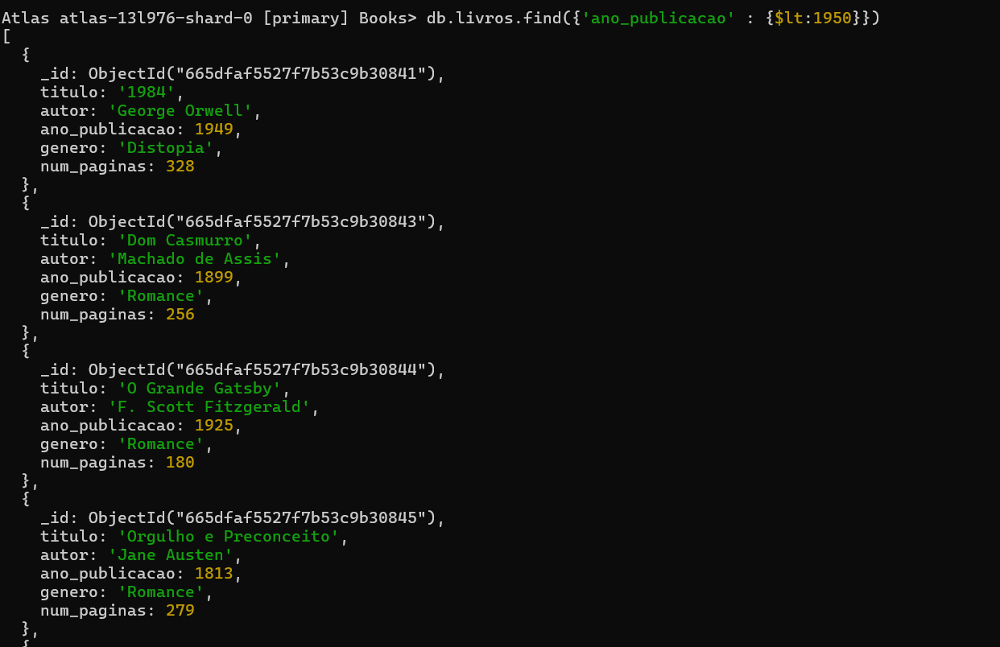 Atlas atlas-13l976-shard-0 [primary] Books> db.livros.find({'ano_publicacao' : {$lt:1950}})
[
  {
    _id: ObjectId("665dfaf5527f7b53c9b30841"),
    titulo: '1984',
    autor: 'George Orwell',
    ano_publicacao: 1949,
    genero: 'Distopia',
    num_paginas: 328
  },
  {
    _id: ObjectId("665dfaf5527f7b53c9b30843"),
    titulo: 'Dom Casmurro',
    autor: 'Machado de Assis',
    ano_publicacao: 1899,
    genero: 'Romance',
    num_paginas: 256
  },
  {
    _id: ObjectId("665dfaf5527f7b53c9b30844"),
    titulo: 'O Grande Gatsby',
    autor: 'F. Scott Fitzgerald',
    ano_publicacao: 1925,
    genero: 'Romance',
    num_paginas: 180
  },
  {
    _id: ObjectId("665dfaf5527f7b53c9b30845"),
    titulo: 'Orgulho e Preconceito',
    autor: 'Jane Austen',
    ano_publicacao: 1813,
    genero: 'Romance',
    num_paginas: 279
  },
  {